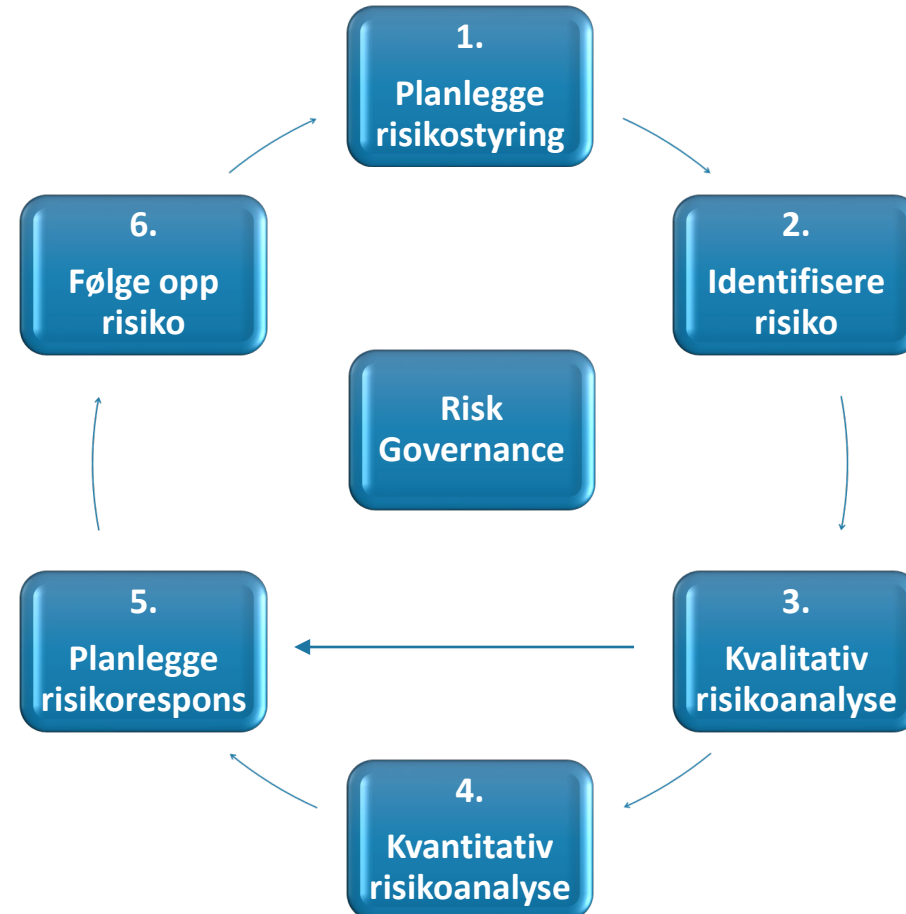 1.
Planlegge
risikostyring
2.
Identifisere
risiko
3.
Kvalitativ
risikoanalyse
4.
Kvantitativ
risikoanalyse
5.
Planlegge
risikorespons
6.
Følge opp
risiko
Risk
Governance